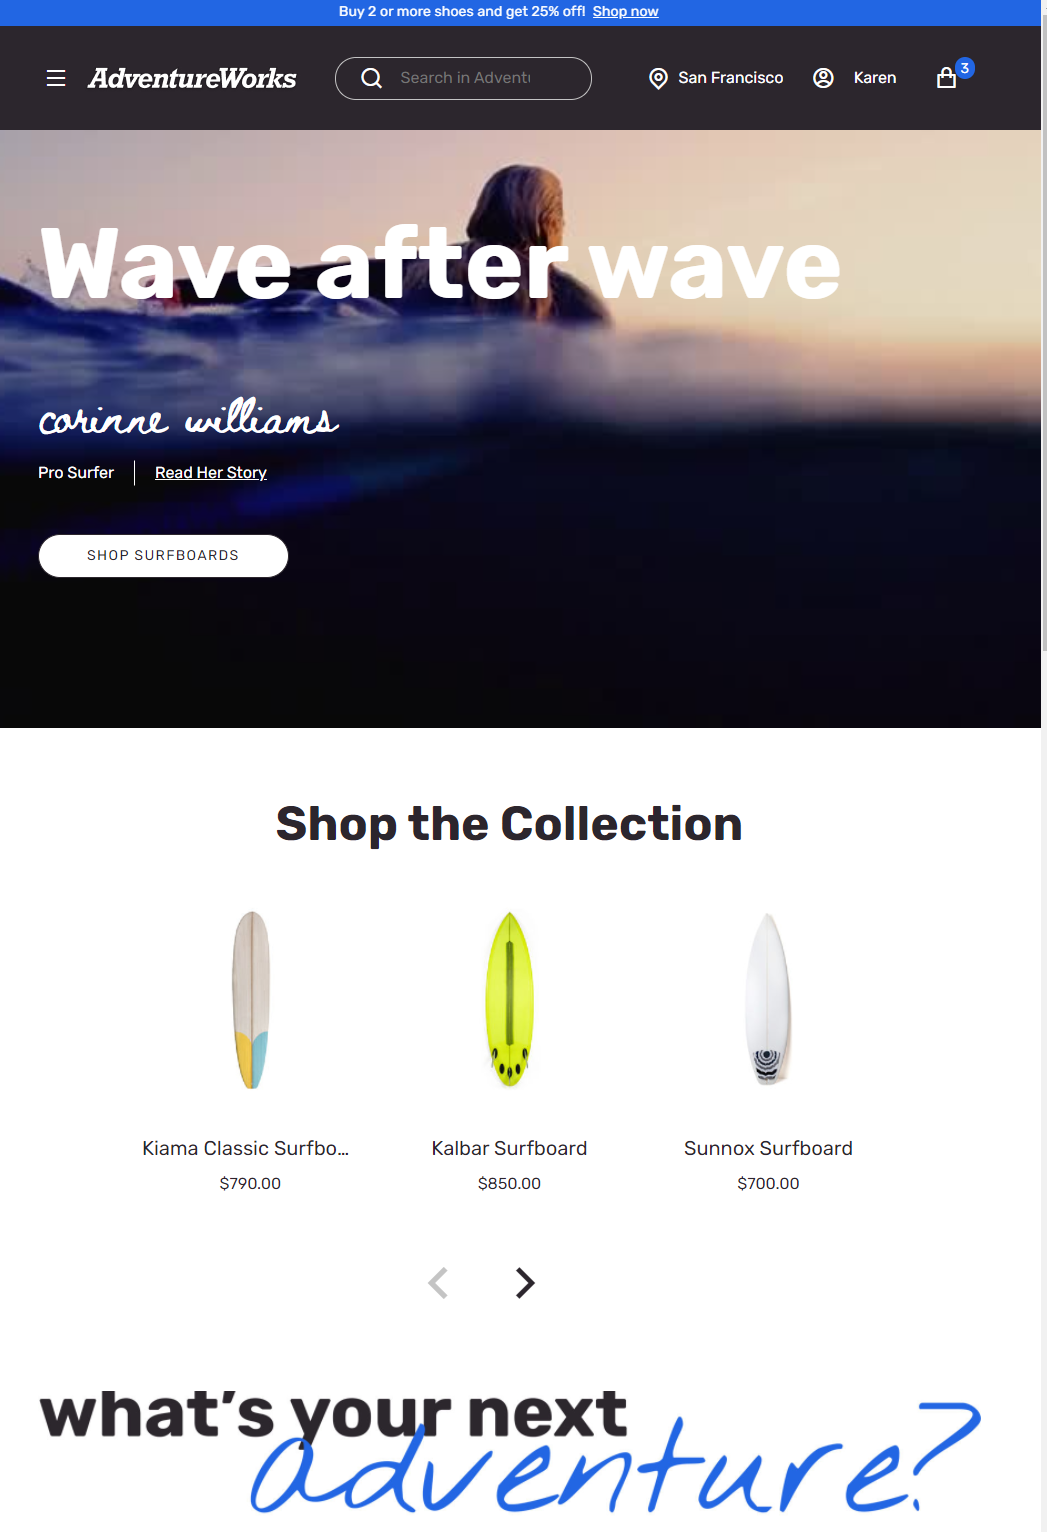 Buy 2 or more shoes and get 25% off! Shop now
AdventureWorks
Search in Advent
San Francisco
Karen
3
Wave after wave
corinne williams
Pro Surfer
Read Her Story
SHOP SURFBOARDS
Shop the Collection
Kiama Classic Surfbo... Kalbar Surfboard Sunnox Surfboard
$790.00 $850.00 $700.00
what's your next
adventure?